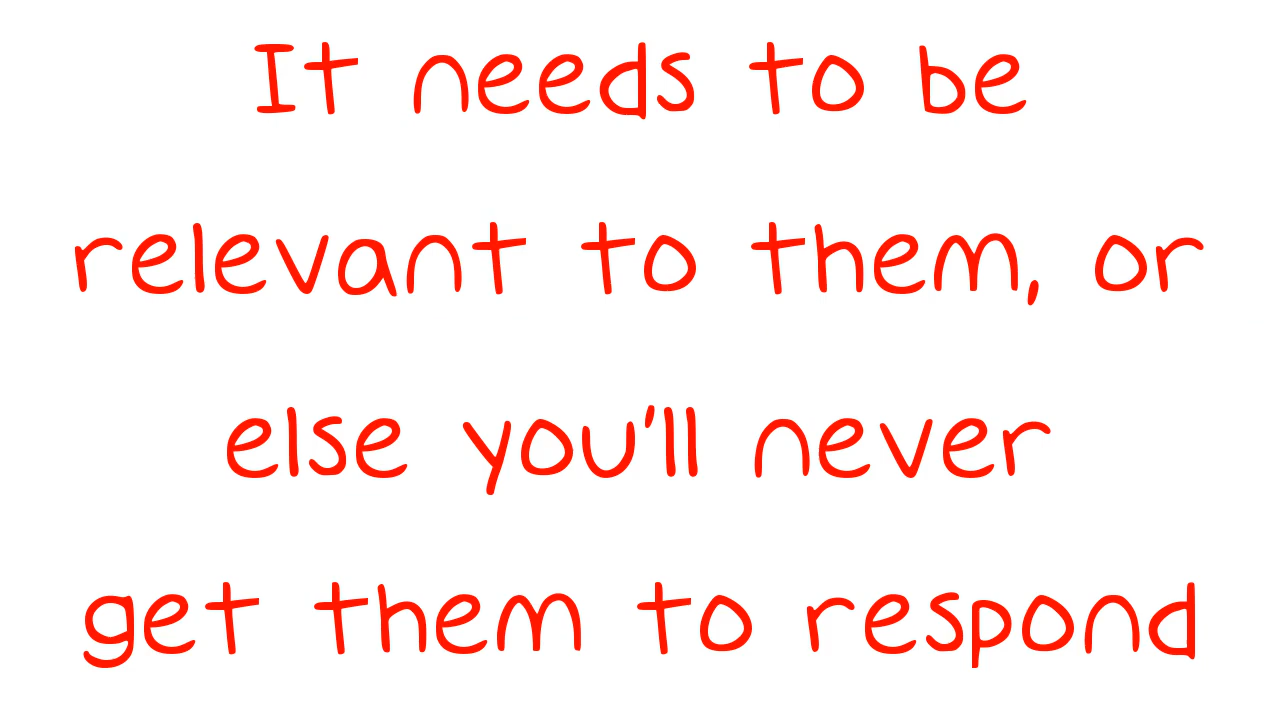 It needs to be
relevant to them, or
else you'll never
get them to respond